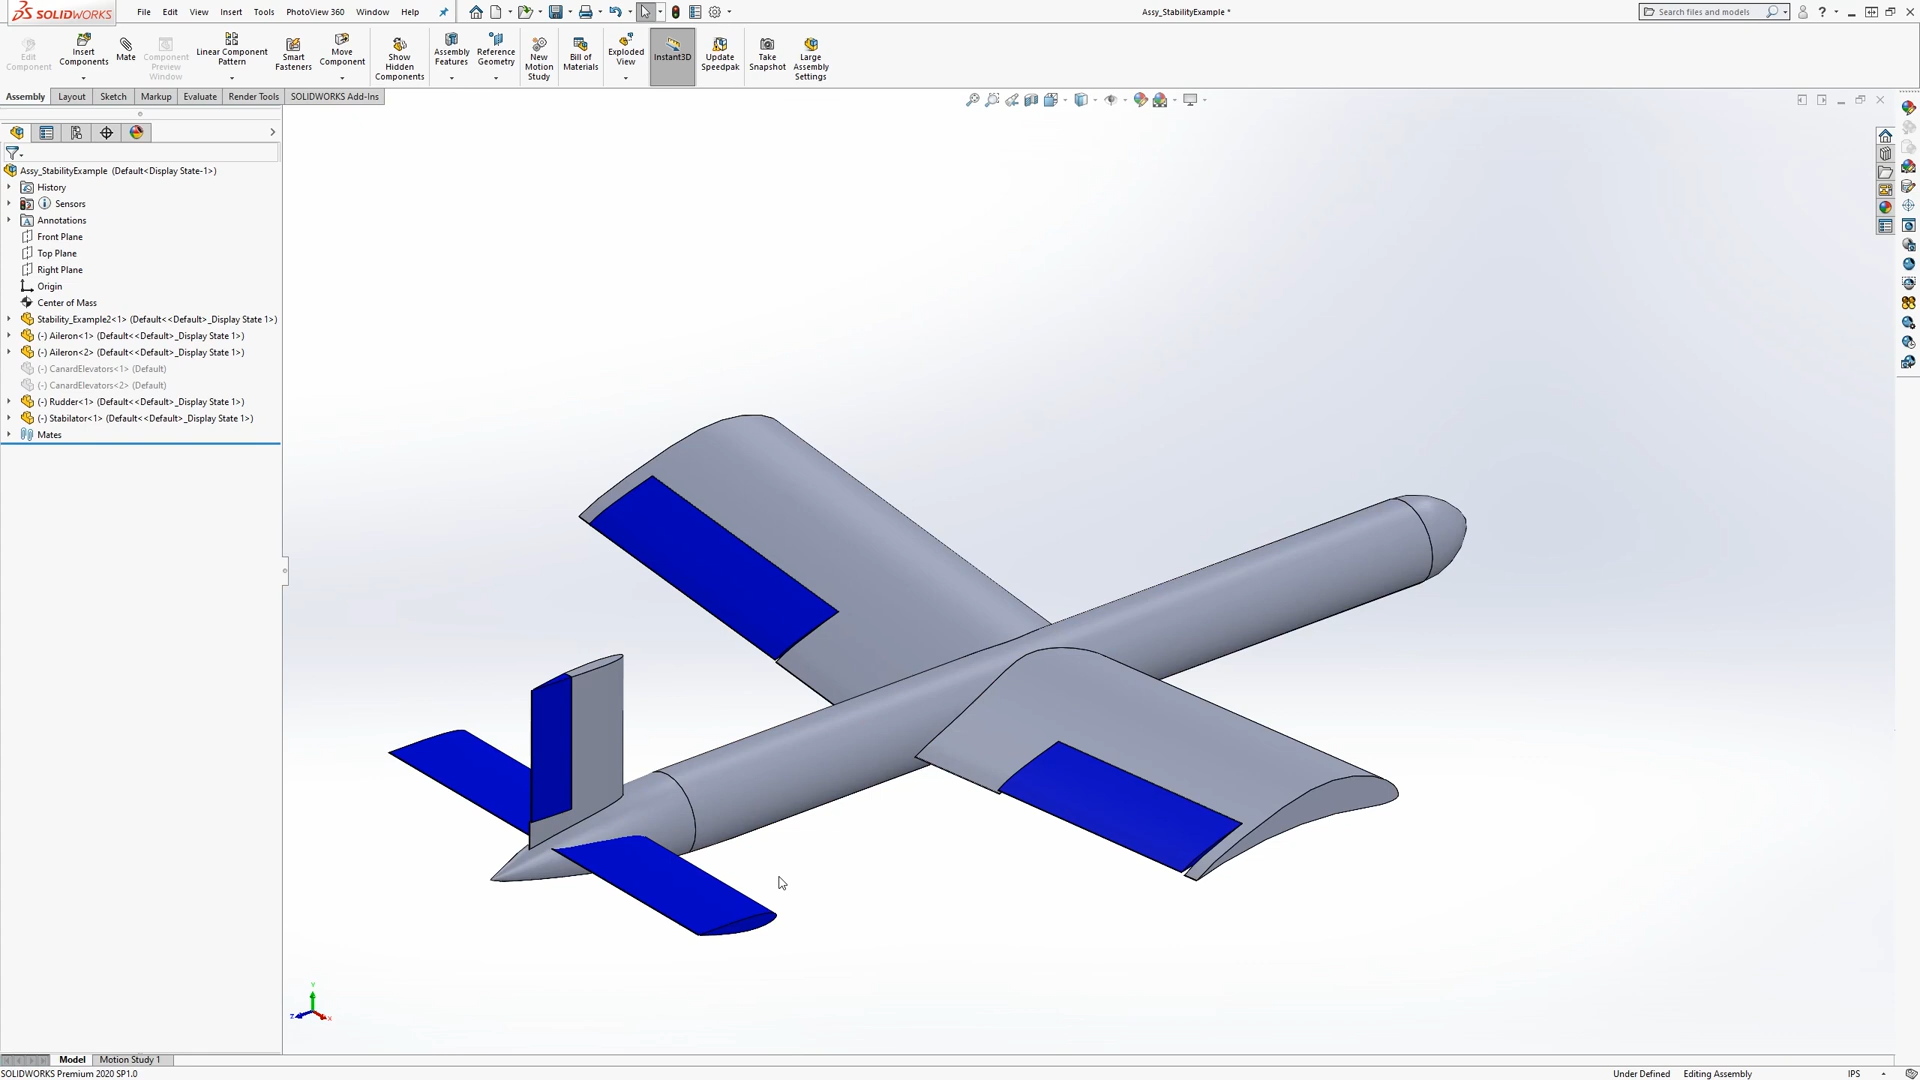 SOLIDWORKS File Edit View Insert Tools PhotoView 360 Window Help Assy_StabilityExample * Search files and models ?
Edit Component
Insert Components
Mate
Component Preview Window
Linear Component Pattern
Smart Fasteners
Move Component
Show Hidden Components
Assembly Features
Reference Geometry
New Motion Study
Bill of Materials
Exploded View
Instant3D
Update Speedpak
Take Snapshot
Large Assembly Settings
Assembly Layout Sketch Markup Evaluate Render Tools SOLIDWORKS Add-Ins
Assy_StabilityExample (Default<Display State-1>)
History
Sensors
Annotations
Front Plane
Top Plane
Right Plane
Origin
Center of Mass
Stability_Example2<1> (Default<<Default>_Display State 1>)
(-) Aileron<1> (Default<<Default>_Display State 1>)
(-) Aileron<2> (Default<<Default>_Display State 1>)
(-) CanardElevators<1> (Default)
(-) CanardElevators<2> (Default)
(-) Rudder<1> (Default<<Default>_Display State 1>)
(-) Stabilator<1> (Default<<Default>_Display State 1>)
Mates
Y
Z
X
Model Motion Study 1
SOLIDWORKS Premium 2020 SP1.0 Under Defined Editing Assembly IPS